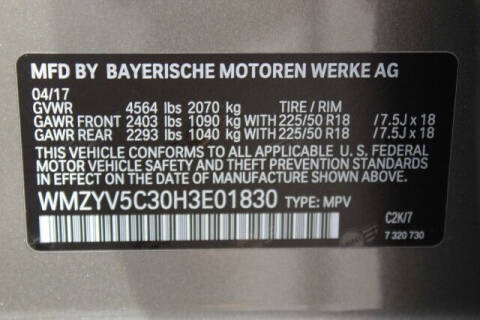 MFD BY BAYERISCHE MOTOREN WERKE AG
04/17
GVWR 4564 lbs 2070 kg TIRE / RIM
GAWR FRONT 2403 lbs 1090 kg WITH 225/50 R18 /7.5J x 18
GAWR REAR 2293 lbs 1040 kg WITH 225/50 R18 /7.5J x 18
THIS VEHICLE CONFORMS TO ALL APPLICABLE U. S. FEDERAL
MOTOR VEHICLE SAFETY AND THEFT PREVENTION STANDARDS
IN EFFECT ON THE DATE OF MANUFACTURE SHOWN ABOVE.
WMZYV5C30H3E01830 TYPE: MPV
C2K/7
7 320 730